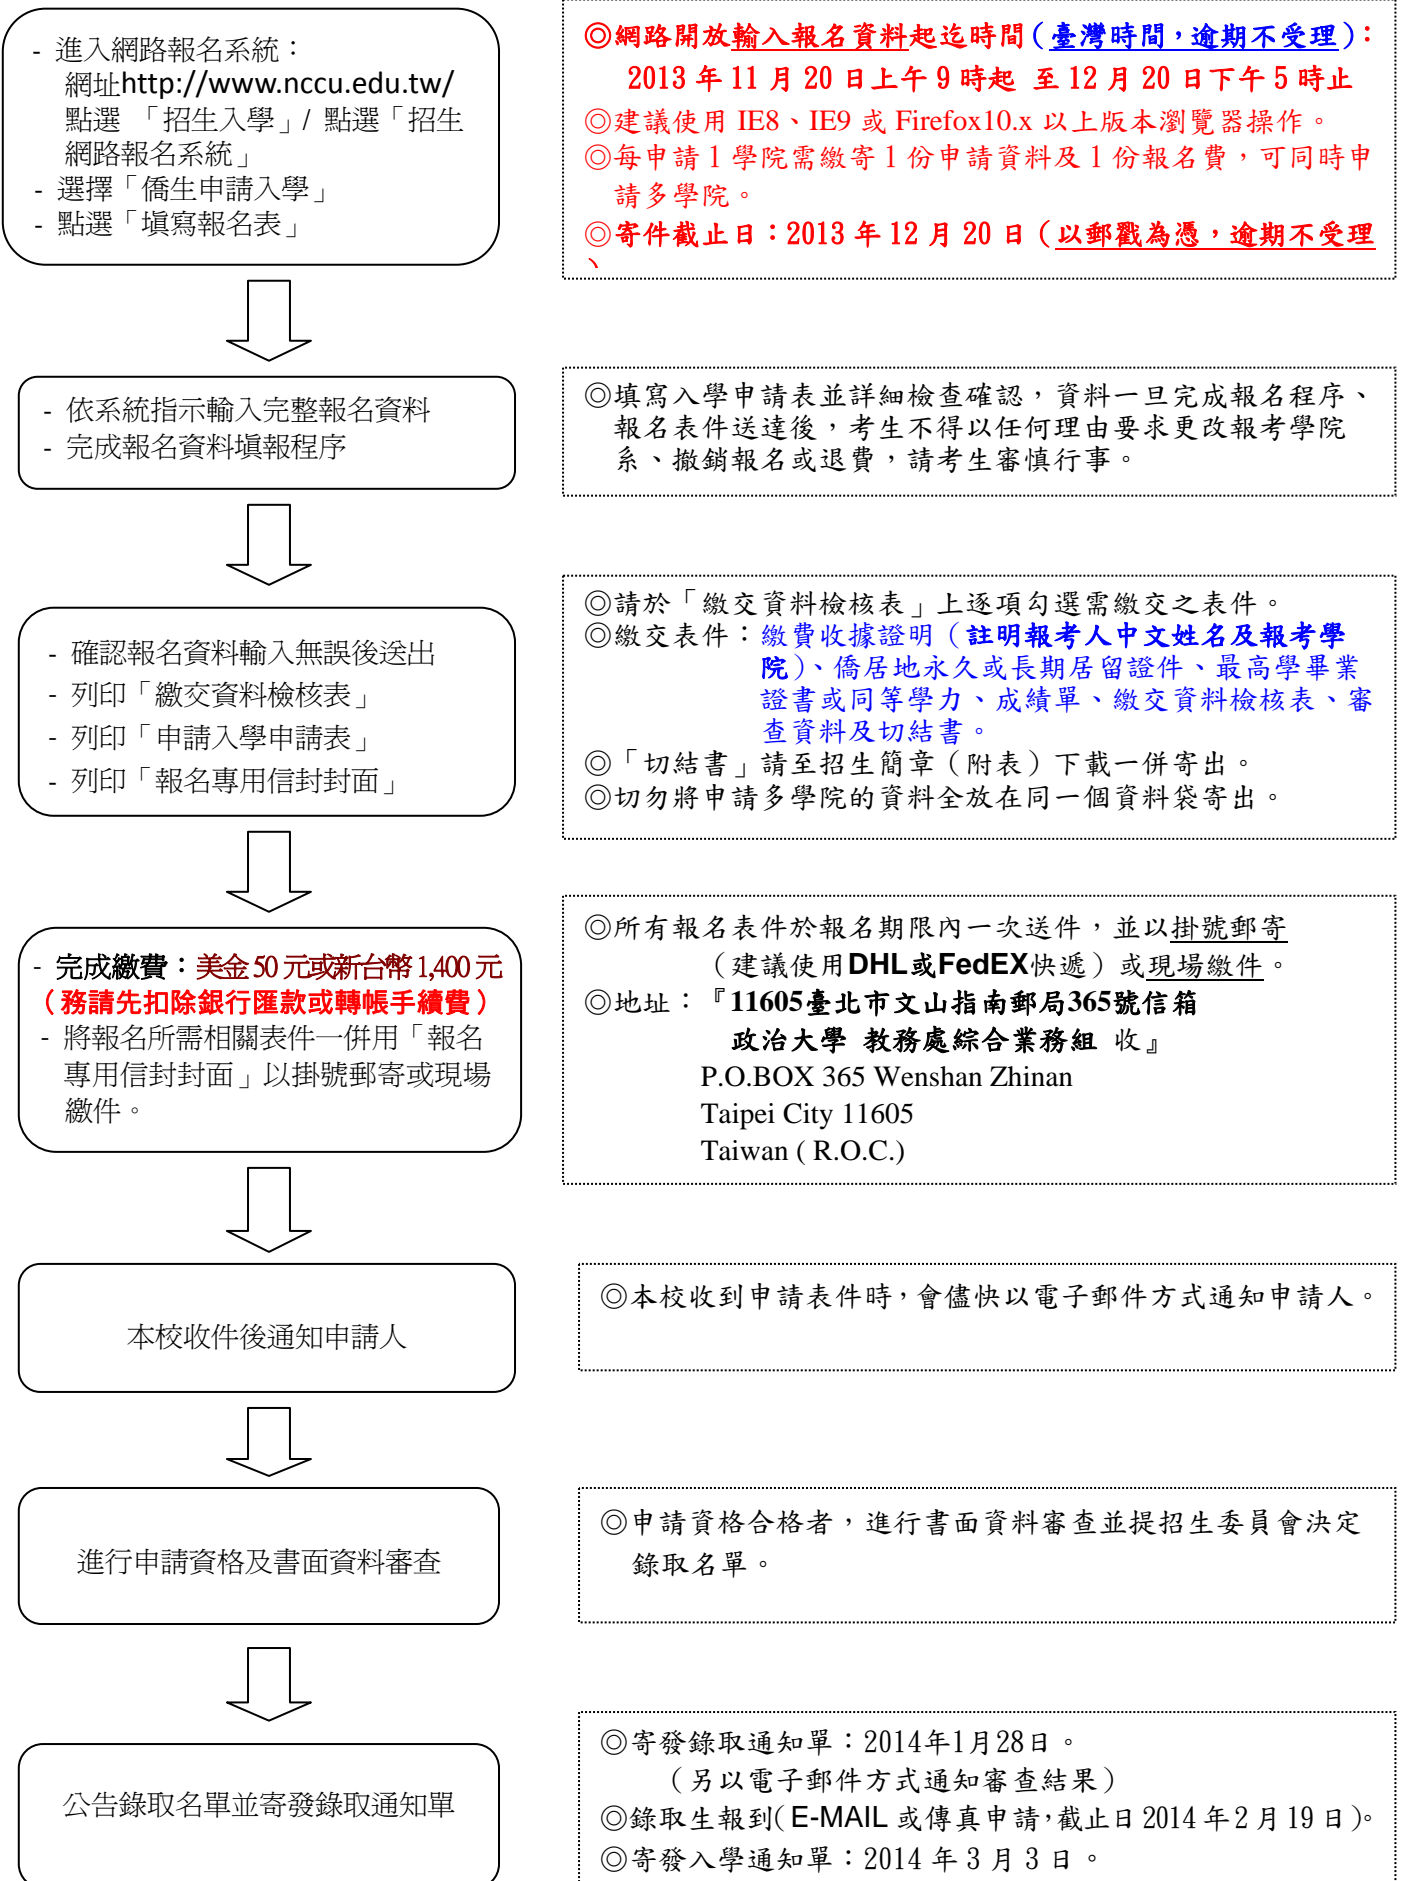 - 進入網路報名系統：
網址http://www.nccu.edu.tw/
點選 「招生入學」/ 點選「招生
網路報名系統」
- 選擇「僑生申請入學」
- 點選「填寫報名表」
◎網路開放輸入報名資料起迄時間（臺灣時間，逾期不受理）：
2013 年 11 月 20 日上午 9 時起 至 12 月 20 日下午 5 時止
◎建議使用 IE8、IE9 或 Firefox10.x 以上版本瀏覽器操作。
◎每申請 1 學院需繳寄 1 份申請資料及 1 份報名費，可同時申
請多學院。
◎寄件截止日：2013 年 12 月 20 日（以郵戳為憑，逾期不受理
）
- 依系統指示輸入完整報名資料
- 完成報名資料填報程序
◎填寫入學申請表並詳細檢查確認，資料一旦完成報名程序、
報名表件送達後，考生不得以任何理由要求更改報考學院
系、撤銷報名或退費，請考生審慎行事。
- 確認報名資料輸入無誤後送出
- 列印「繳交資料檢核表」
- 列印「申請入學申請表」
- 列印「報名專用信封封面」
◎請於「繳交資料檢核表」上逐項勾選需繳交之表件。
◎繳交表件：繳費收據證明（註明報考人中文姓名及報考學
院）、僑居地永久或長期居留證件、最高學畢業
證書或同等學力、成績單、繳交資料檢核表、審
查資料及切結書。
◎「切結書」請至招生簡章（附表）下載一併寄出。
◎切勿將申請多學院的資料全放在同一個資料袋寄出。
- 完成繳費：美金 50 元或新台幣 1,400 元
（務請先扣除銀行匯款或轉帳手續費）
- 將報名所需相關表件一併用「報名
專用信封封面」以掛號郵寄或現場
繳件。
◎所有報名表件於報名期限內一次送件，並以掛號郵寄
（建議使用DHL或FedEX快遞）或現場繳件。
◎地址：『11605臺北市文山指南郵局365號信箱
政治大學 教務處綜合業務組 收』
P.O.BOX 365 Wenshan Zhinan
Taipei City 11605
Taiwan ( R.O.C.)
本校收件後通知申請人
◎本校收到申請表件時，會儘快以電子郵件方式通知申請人。
進行申請資格及書面資料審查
◎申請資格合格者，進行書面資料審查並提招生委員會決定
錄取名單。
公告錄取名單並寄發錄取通知單
◎寄發錄取通知單：2014年1月28日。
（另以電子郵件方式通知審查結果）
◎錄取生報到（E-MAIL 或傳真申請，截止日 2014 年 2 月 19 日）。
◎寄發入學通知單：2014 年 3 月 3 日。